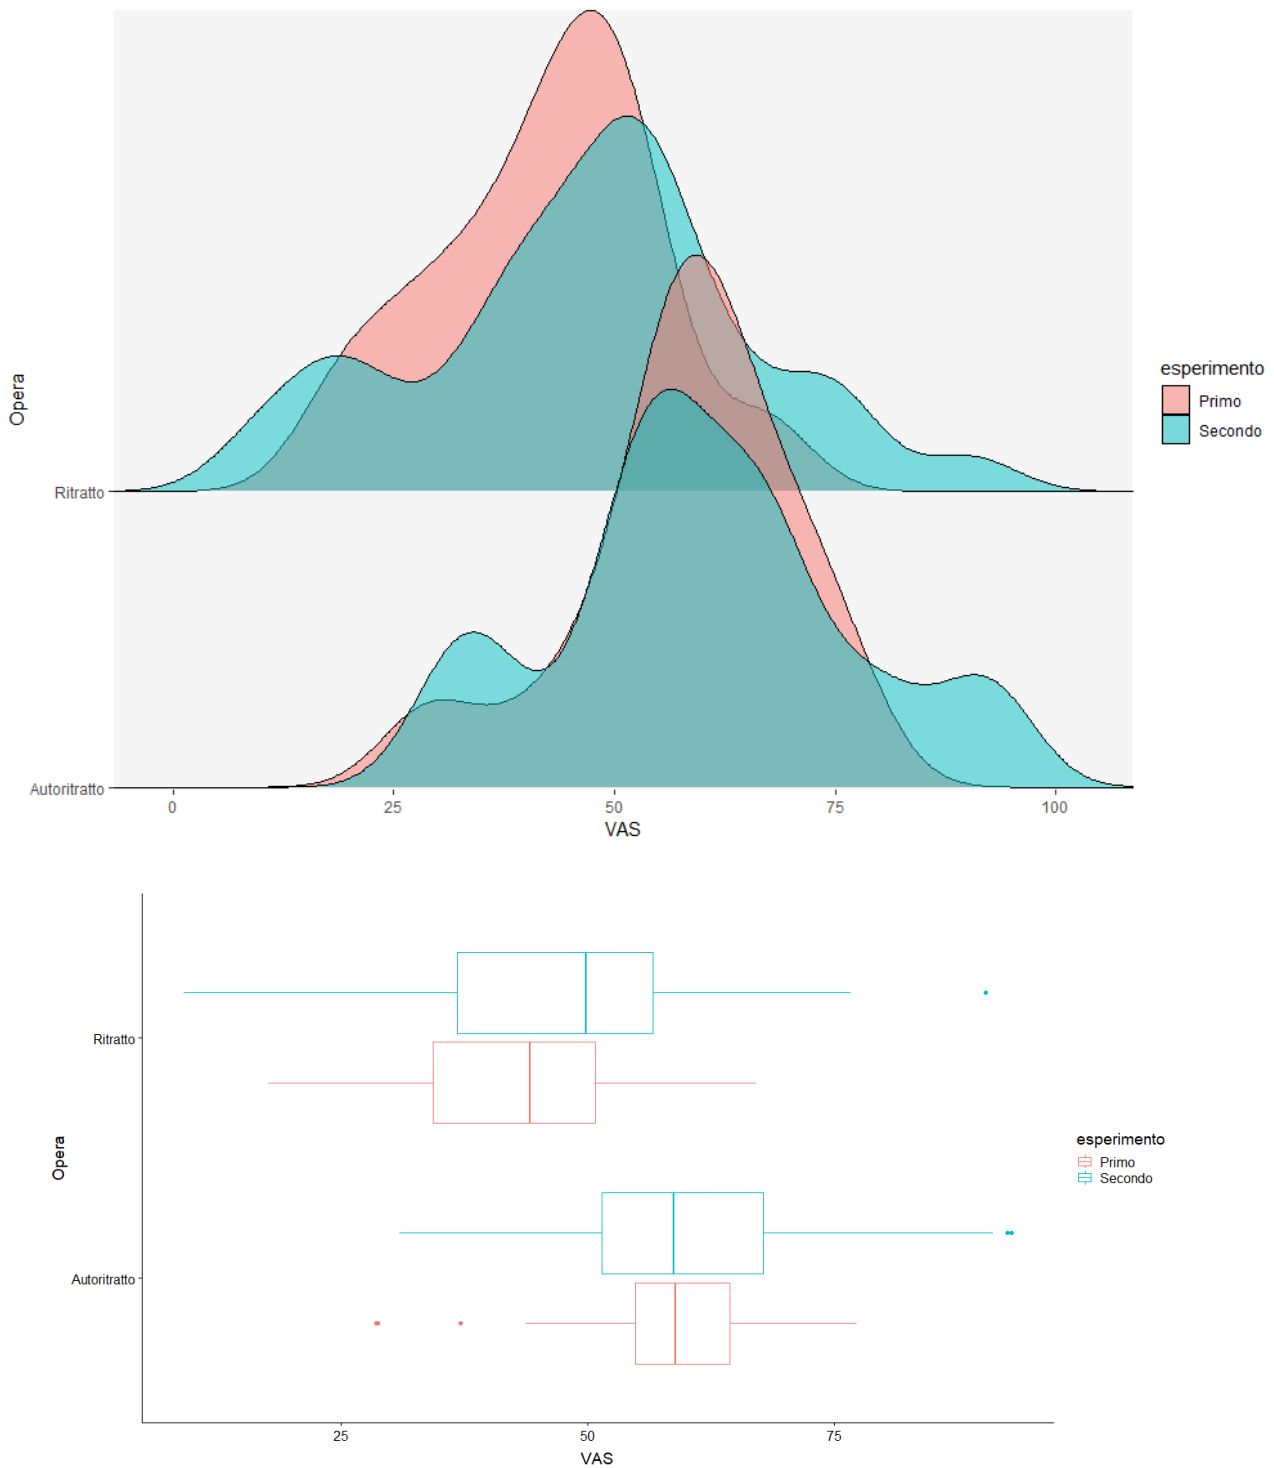 Opera
Ritratto
Autoritratto
0 25 50 75 100
VAS
esperimento
Primo
Secondo
Opera
Ritratto
Autoritratto
25 50 75
VAS
esperimento
Primo
Secondo